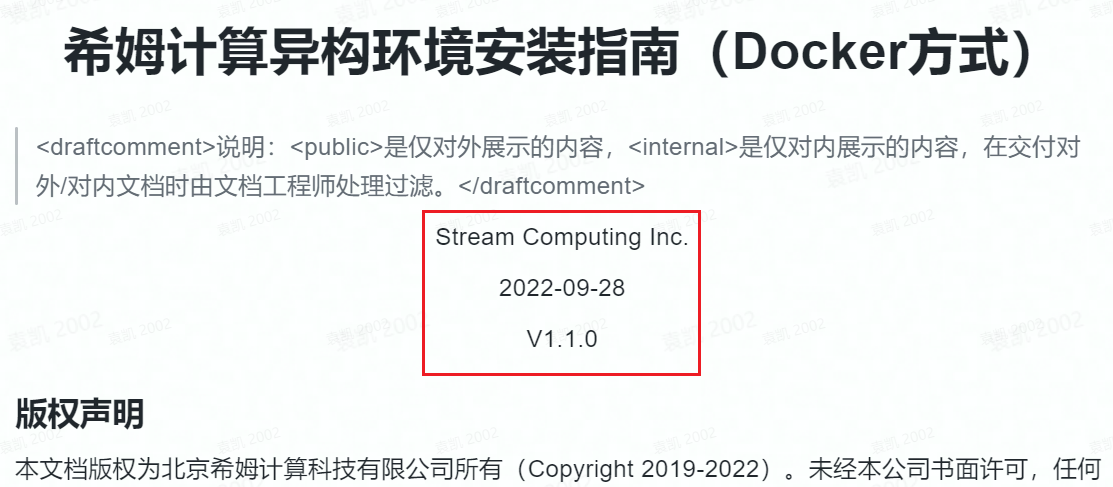 希姆计算异构环境安装指南（Docker方式）
<draftcomment>说明：<public>是仅对外展示的内容，<internal>是仅对内展示的内容，在交付对
外/对内文档时由文档工程师处理过滤。</draftcomment>
Stream Computing Inc.
2022-09-28
V1.1.0
版权声明
本文档版权为北京希姆计算科技有限公司所有（Copyright 2019-2022）。未经本公司书面许可，任何
袁凯 2002